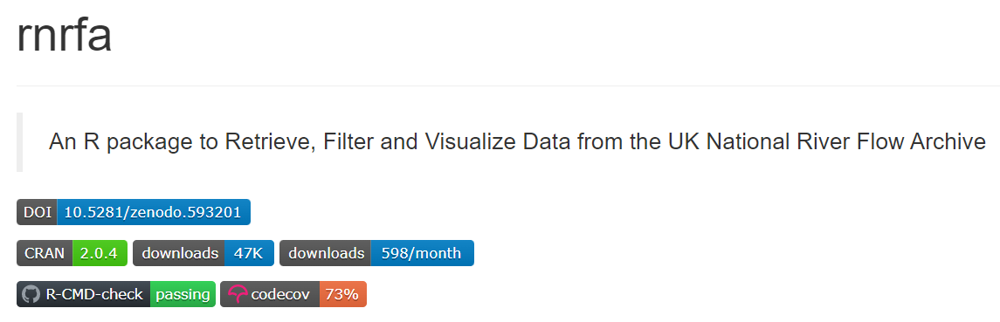 rnrfa
An R package to Retrieve, Filter and Visualize Data from the UK National River Flow Archive
DOI 10.5281/zenodo.593201
CRAN 2.0.4 downloads 47K downloads 598/month
R-CMD-check passing codecov 73%